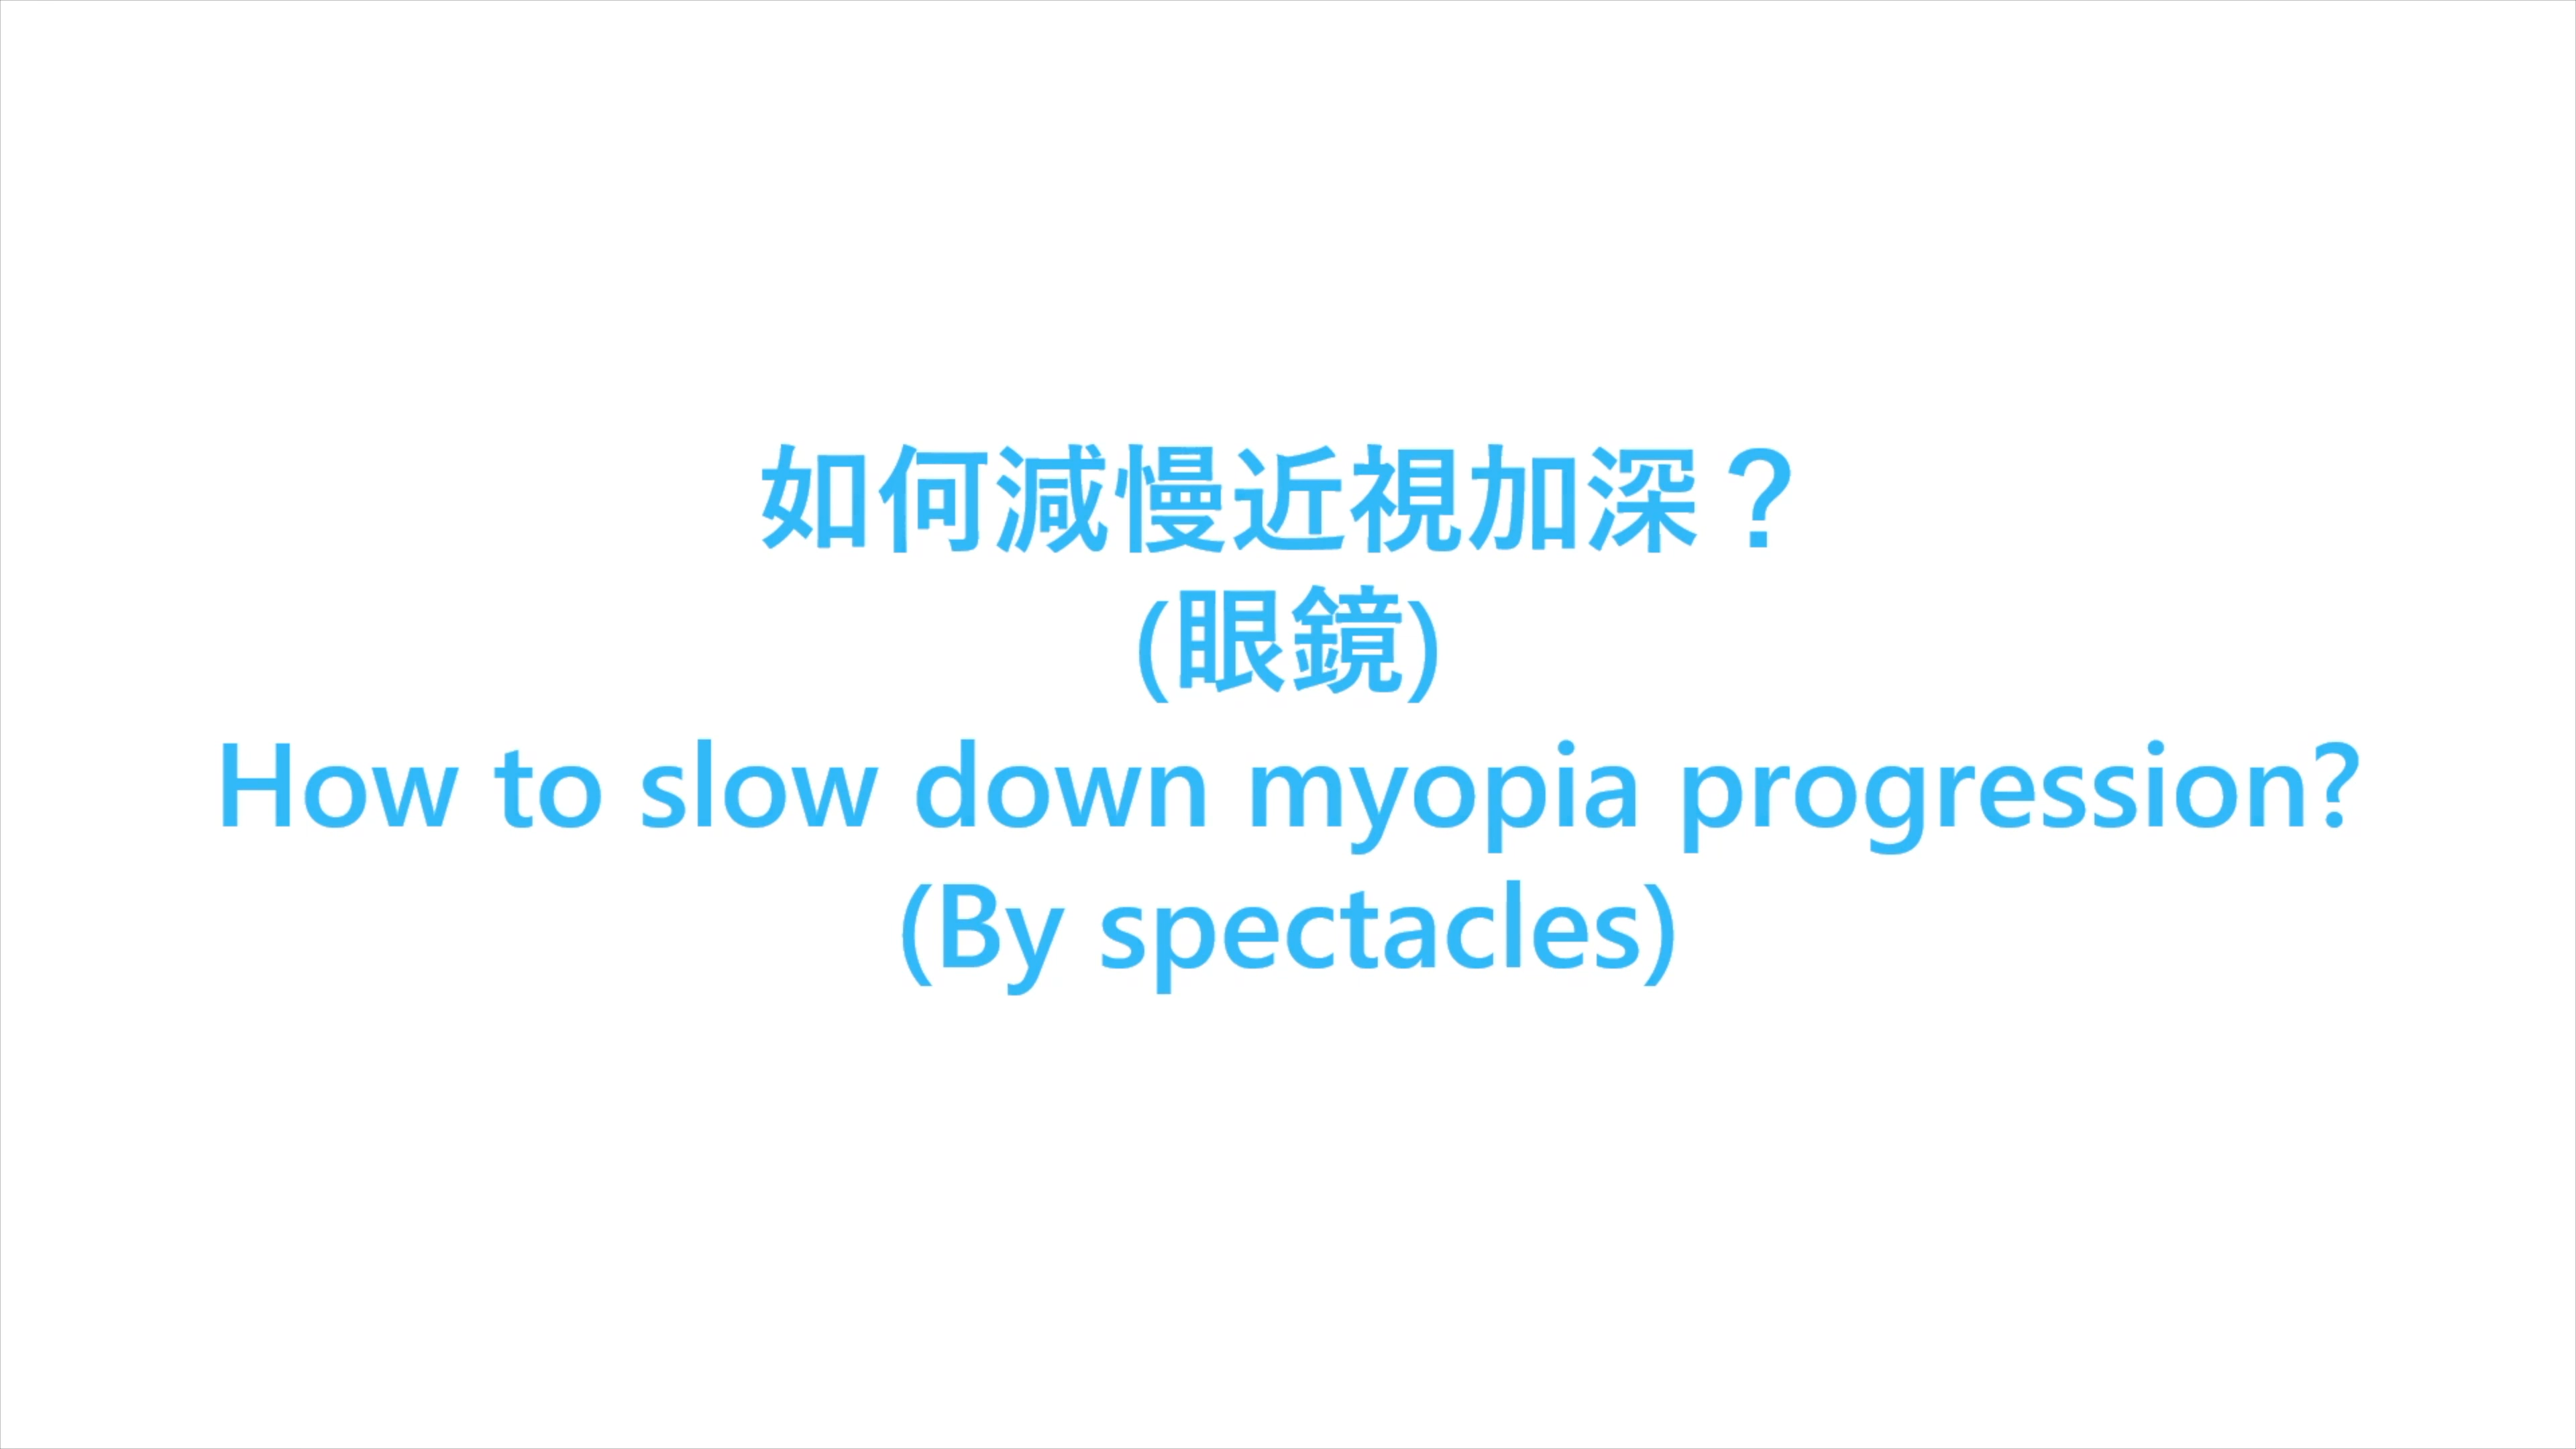 如何減慢近視加深？
(眼鏡)
How to slow down myopia progression?
(By spectacles)